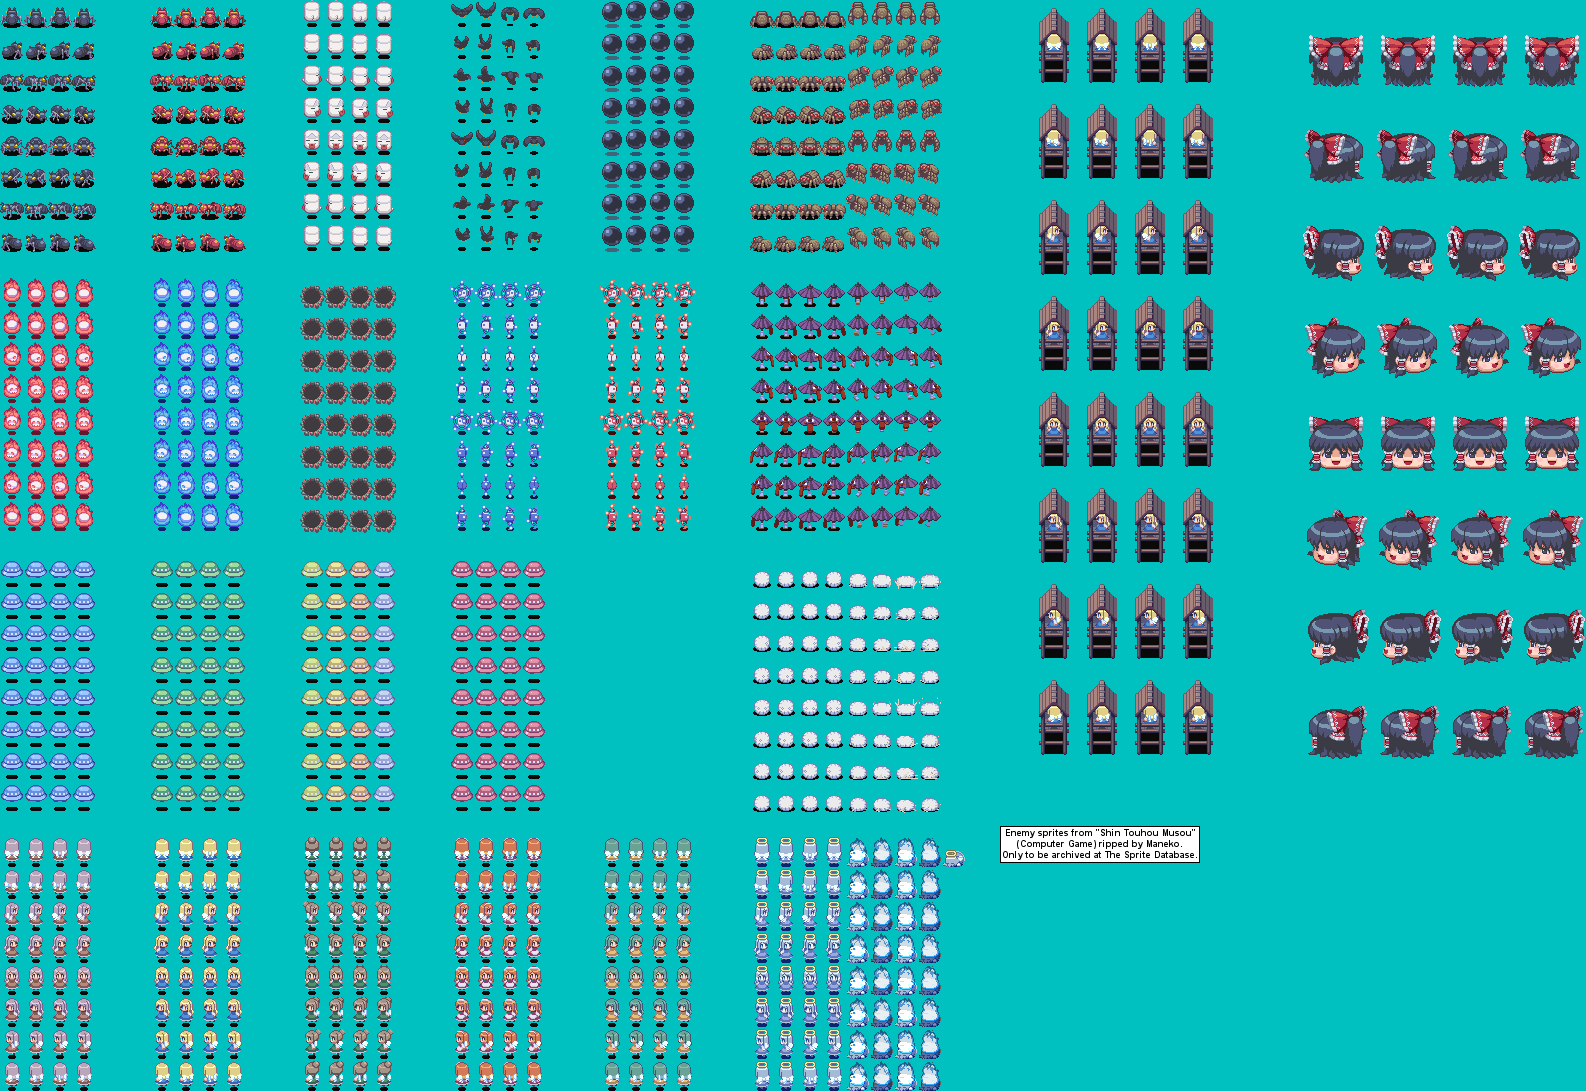 Enemy sprites from "Shin Touhou Musou"
(Computer Game) ripped by Maneko.
Only to be archived at The Sprite Database.